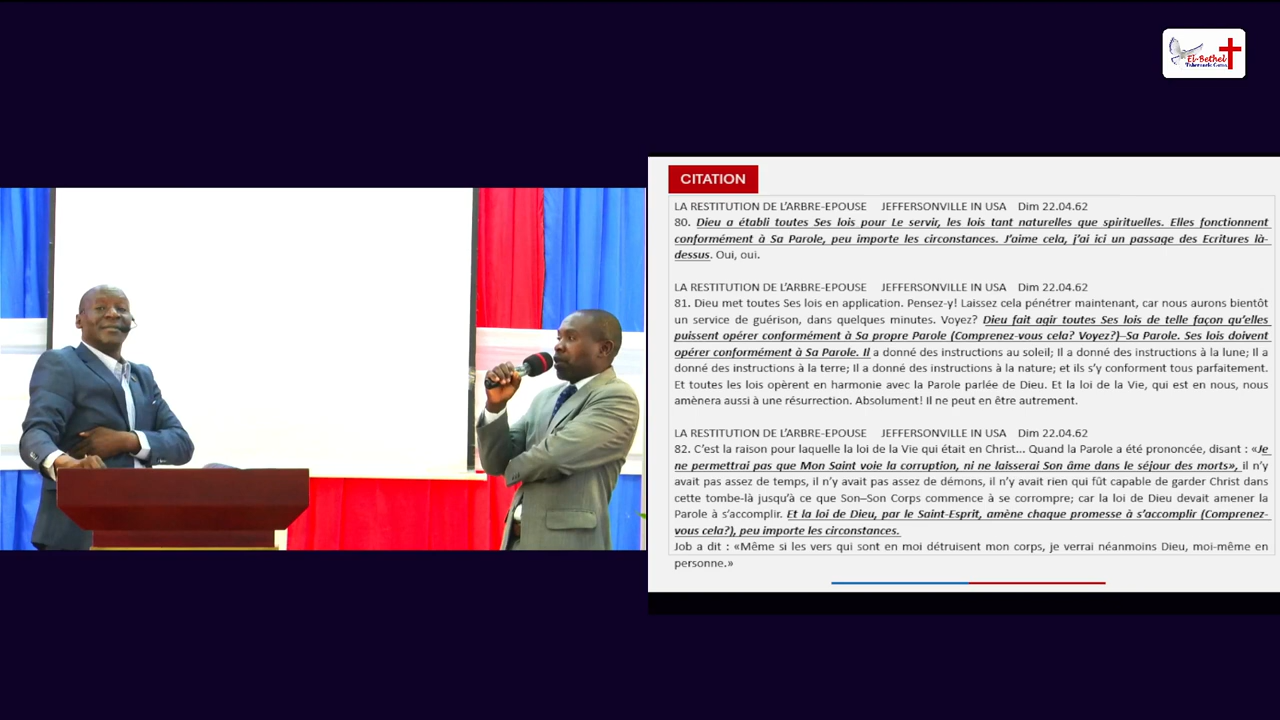 El-Bethel
Tabernacle Goma
CITATION
LA RESTITUTION DE L'ARBRE-EPOUSE JEFFERSONVILLE IN USA Dim 22.04.62
80. Dieu a établi toutes Ses lois pour Le servir, les lois tant naturelles que spirituelles. Elles fonctionnent
conformément à Sa Parole, peu importe les circonstances. J'aime cela, j'ai ici un passage des Ecritures là-
dessus. Oui, oui.
LA RESTITUTION DE L'ARBRE-EPOUSE JEFFERSONVILLE IN USA Dim 22.04.62
81. Dieu met toutes Ses lois en application. Pensez-y! Laissez cela pénétrer maintenant, car nous aurons bientôt
un service de guérison, dans quelques minutes. Voyez? Dieu fait agir toutes Ses lois de telle façon qu'elles
puissent opérer conformément à Sa propre Parole (Comprenez-vous cela? Voyez?)–Sa Parole. Ses lois doivent
opérer conformément à Sa Parole. Il a donné des instructions au soleil; Il a donné des instructions à la lune; Il a
donné des instructions à la terre; Il a donné des instructions à la nature; et ils s'y conforment tous parfaitement.
Et toutes les lois opèrent en harmonie avec la Parole parlée de Dieu. Et la loi de la Vie, qui est en nous, nous
amènera aussi à une résurrection. Absolument! Il ne peut en être autrement.
LA RESTITUTION DE L'ARBRE-EPOUSE JEFFERSONVILLE IN USA Dim 22.04.62
82. C'est la raison pour laquelle la loi de la Vie qui était en Christ... Quand la Parole a été prononcée, disant : «Je
ne permettrai pas que Mon Saint voie la corruption, ni ne laisserai Son âme dans le séjour des morts», il n'y
avait pas assez de temps, il n'y avait pas assez de démons, il n'y avait rien qui fût capable de garder Christ dans
cette tombe-là jusqu'à ce que Son–Son Corps commence à se corrompre; car la loi de Dieu devait amener la
Parole à s'accomplir. Et la loi de Dieu, par le Saint-Esprit, amène chaque promesse à s'accomplir (Comprenez-
vous cela?), peu importe les circonstances.
Job a dit : «Même si les vers qui sont en moi détruisent mon corps, je verrai néanmoins Dieu, moi-même en
personne.»